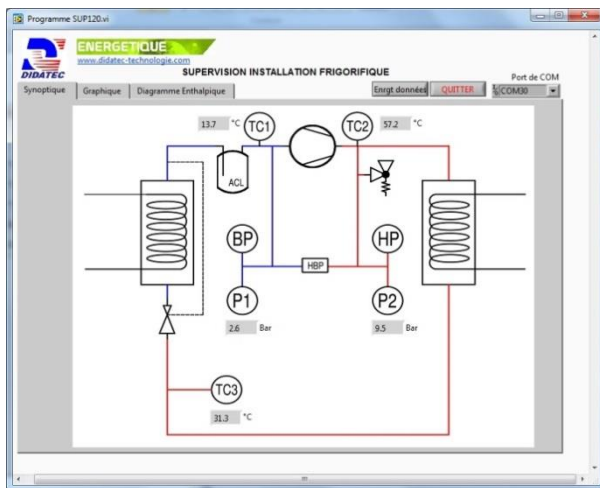 Programme SUP120.vi
DIDATEC
ENERGETIQUE
www.didatec-technologie.com
SUPERVISION INSTALLATION FRIGORIFIQUE
Port de COM
Synoptique Graphique Diagramme Enthalpique Enrgt données QUITTER COM30
13.7 °C TC1 TC2 57.2 °C
ACL
BP HP
HBP
P1 P2
2.6 Bar 9.5 Bar
TC3
31.3 °C